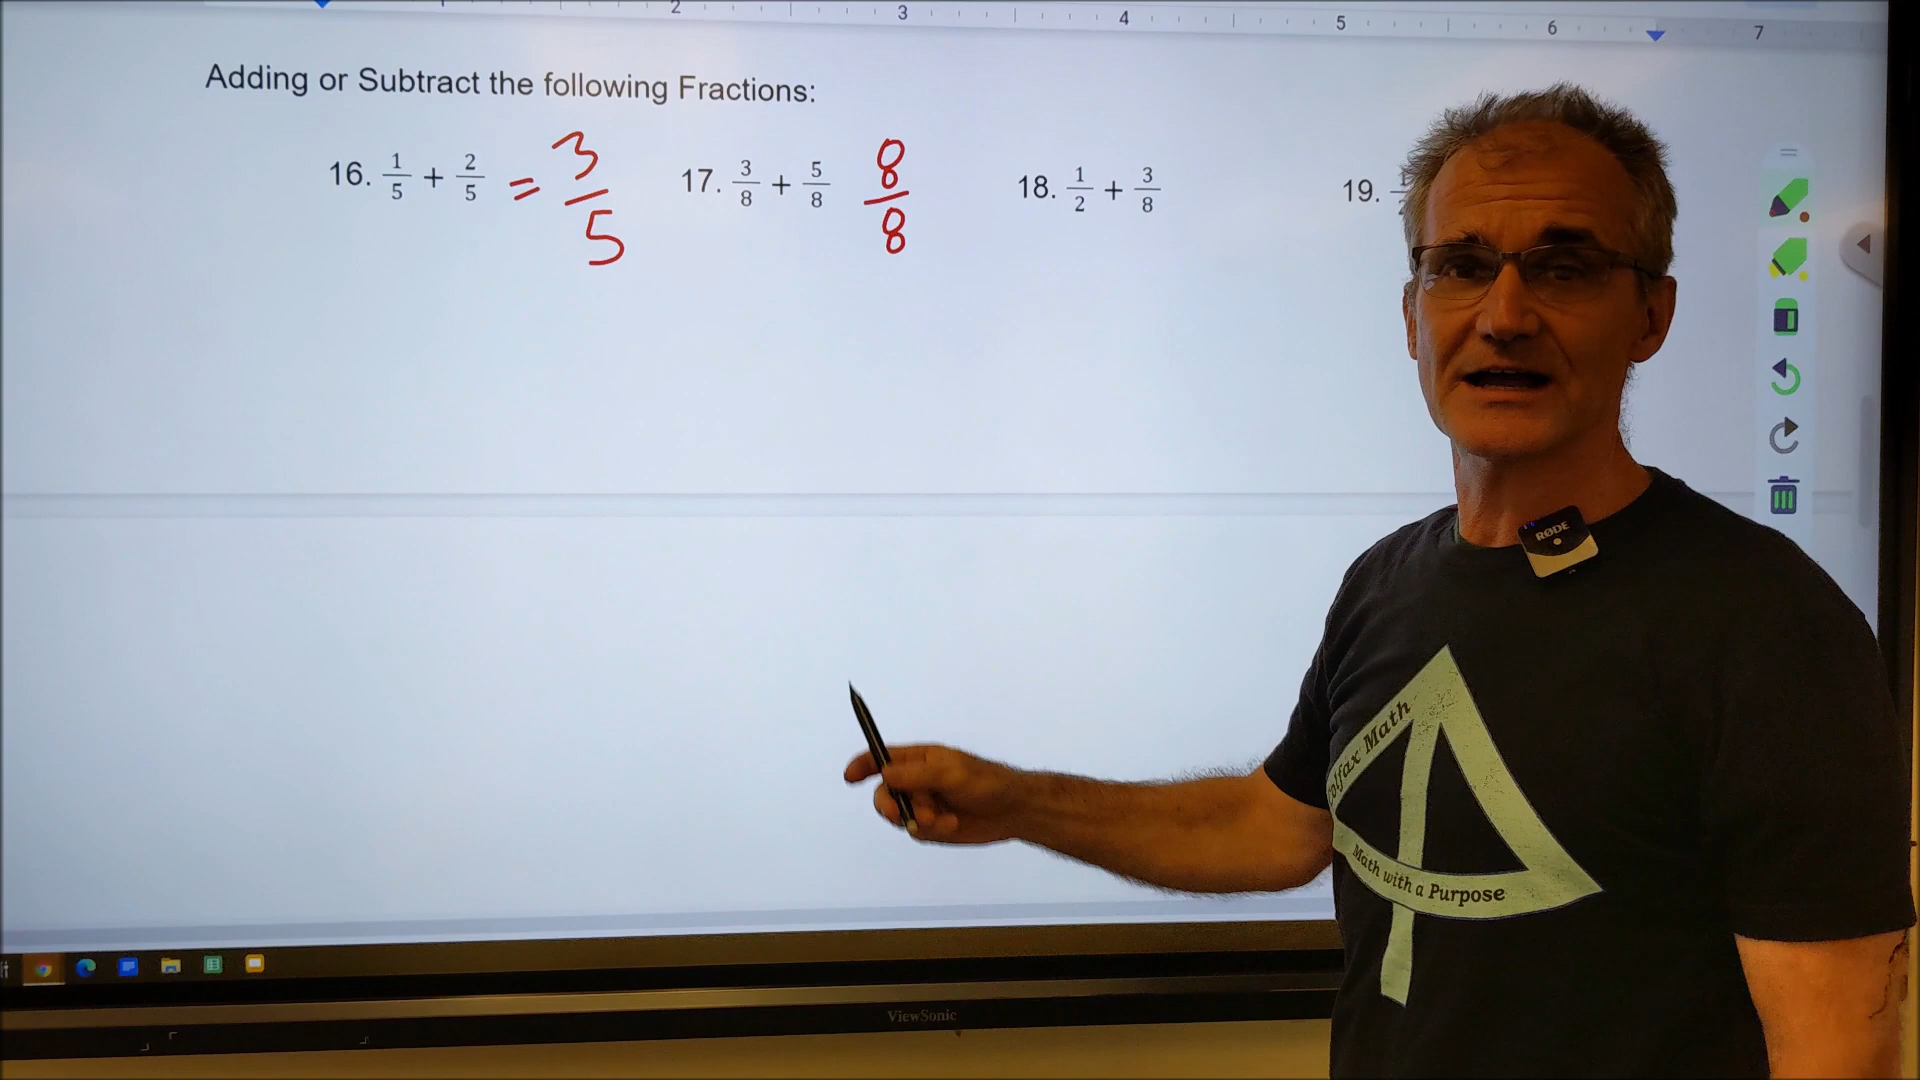 2 3 4 5 6 7
Adding or Subtract the following Fractions:
16. 1/5 + 2/5 = 3/5 17. 3/8 + 5/8 8/8 18. 1/2 + 3/8 19.
RØDE
Colfax Math
Math with a Purpose
ViewSonic